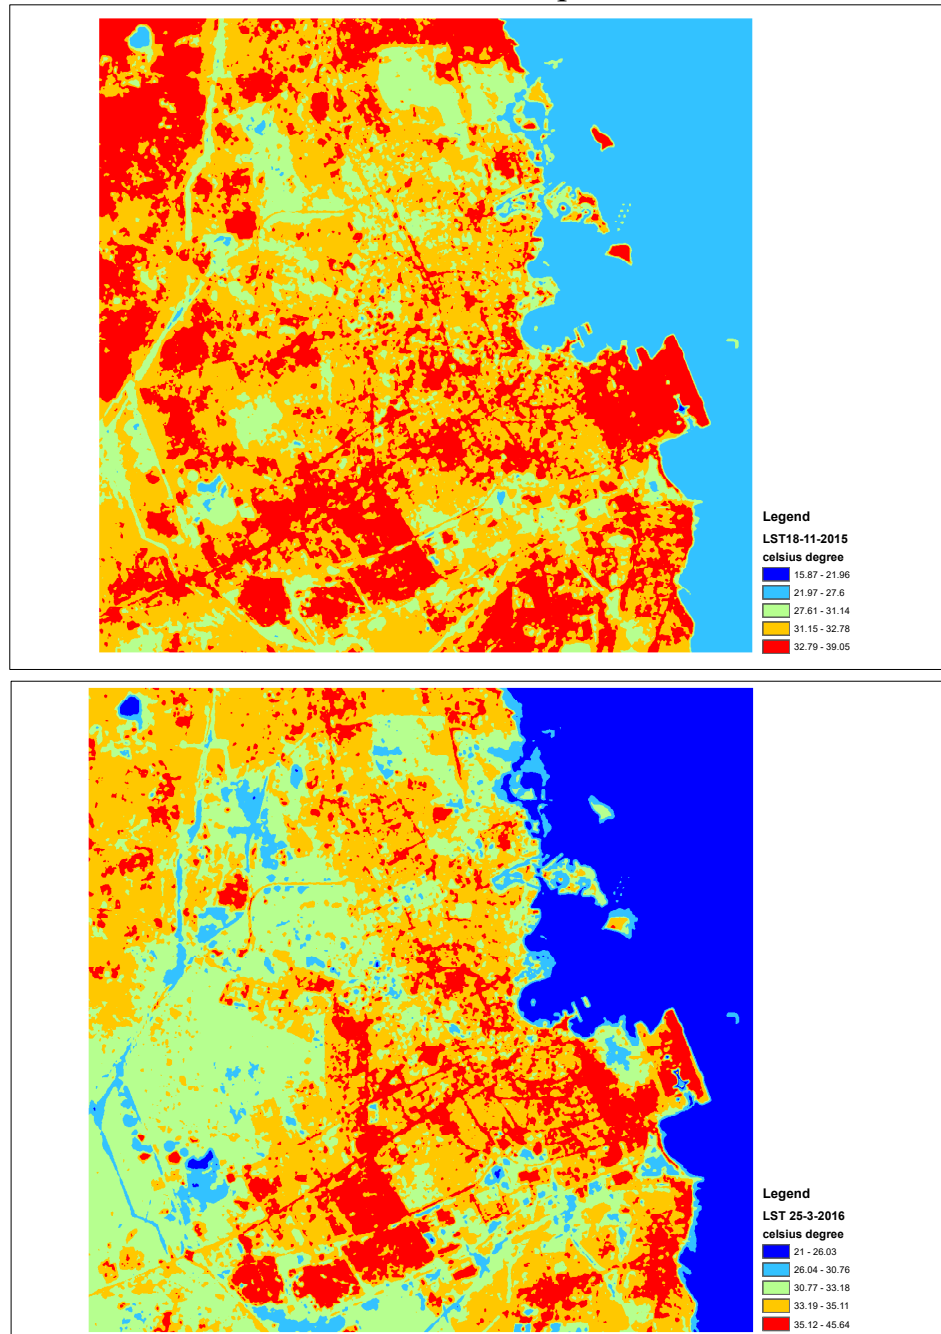 Legend
LST18-11-2015
celsius degree
15.87 - 21.96
21.97 - 27.6
27.61 - 31.14
31.15 - 32.78
32.79 - 39.05
Legend
LST 25-3-2016
celsius degree
21 - 26.03
26.04 - 30.76
30.77 - 33.18
33.19 - 35.11
35.12 - 45.64